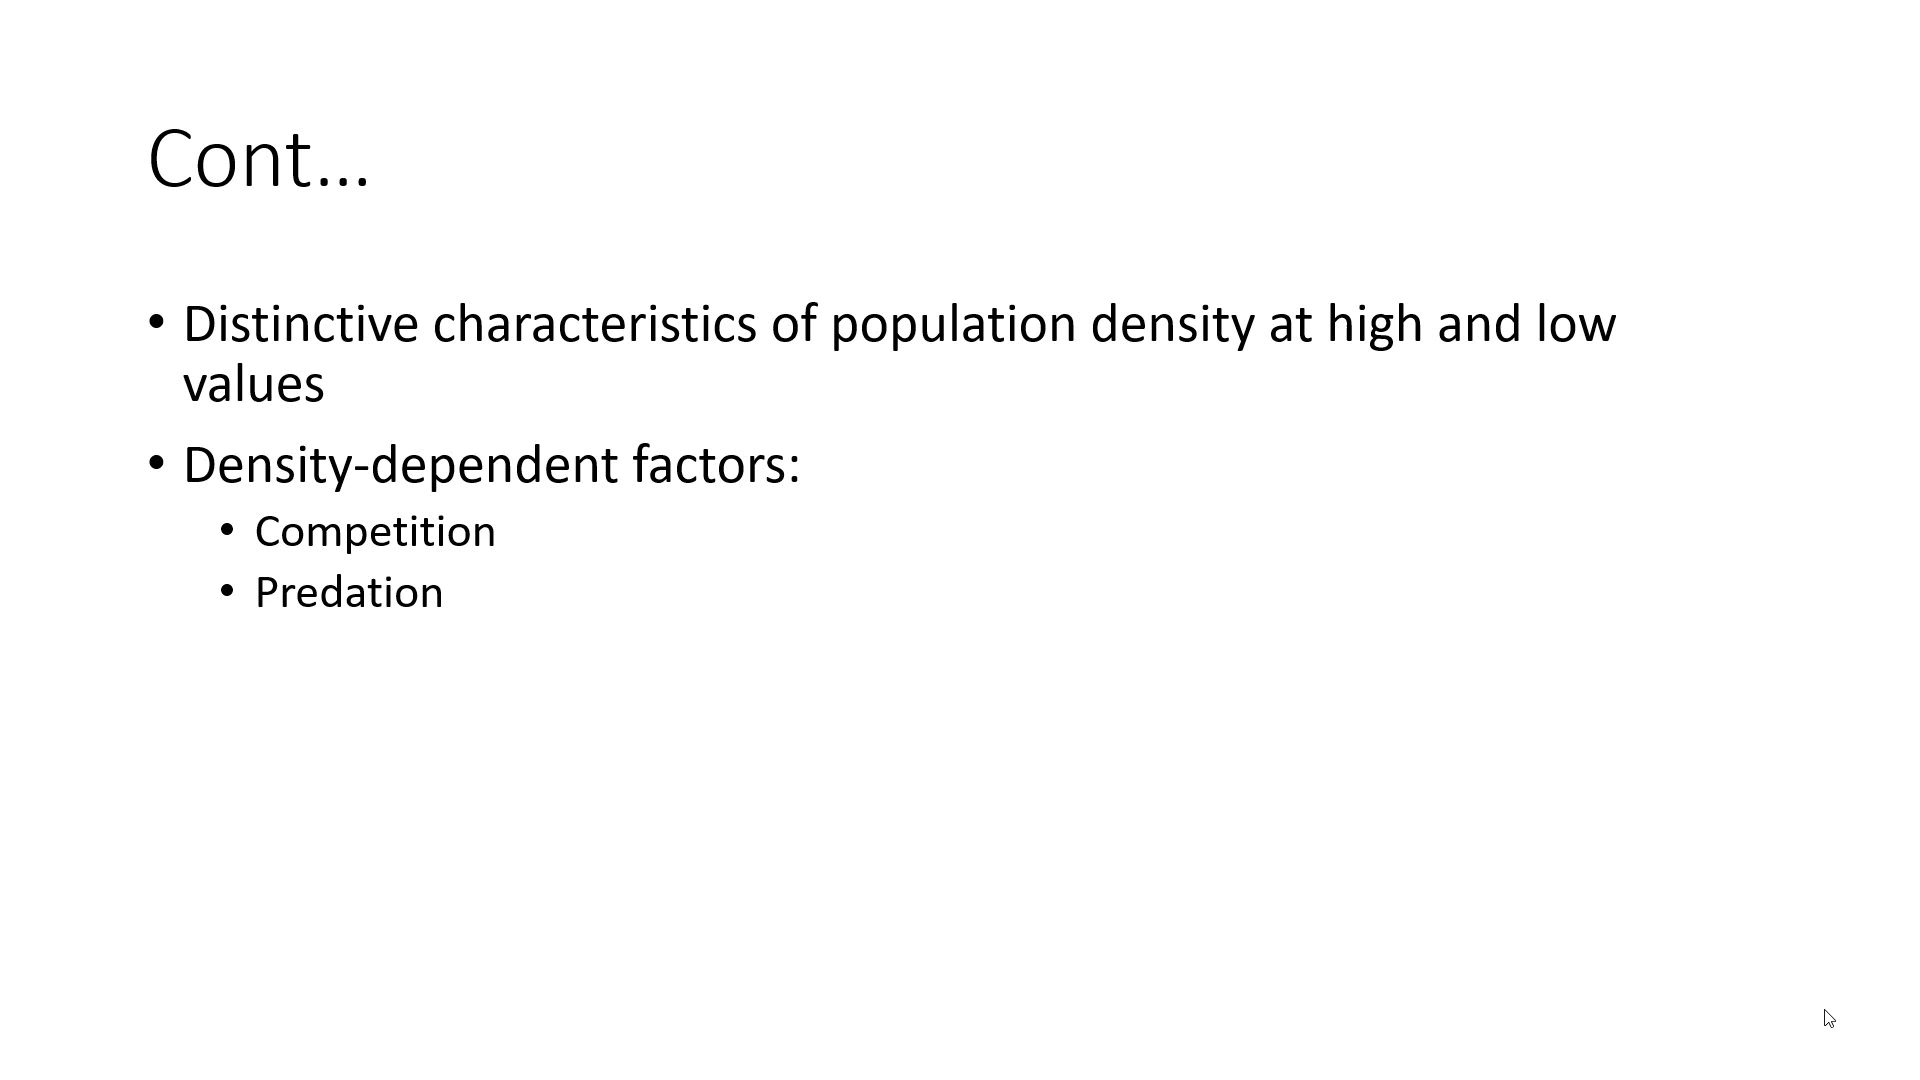 Cont...
• Distinctive characteristics of population density at high and low
values
• Density-dependent factors:
• Competition
• Predation